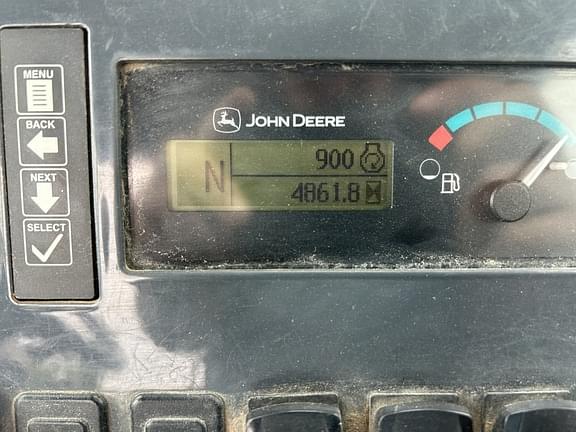 MENU
BACK
NEXT
SELECT
JOHN DEERE
N
900
4861.8